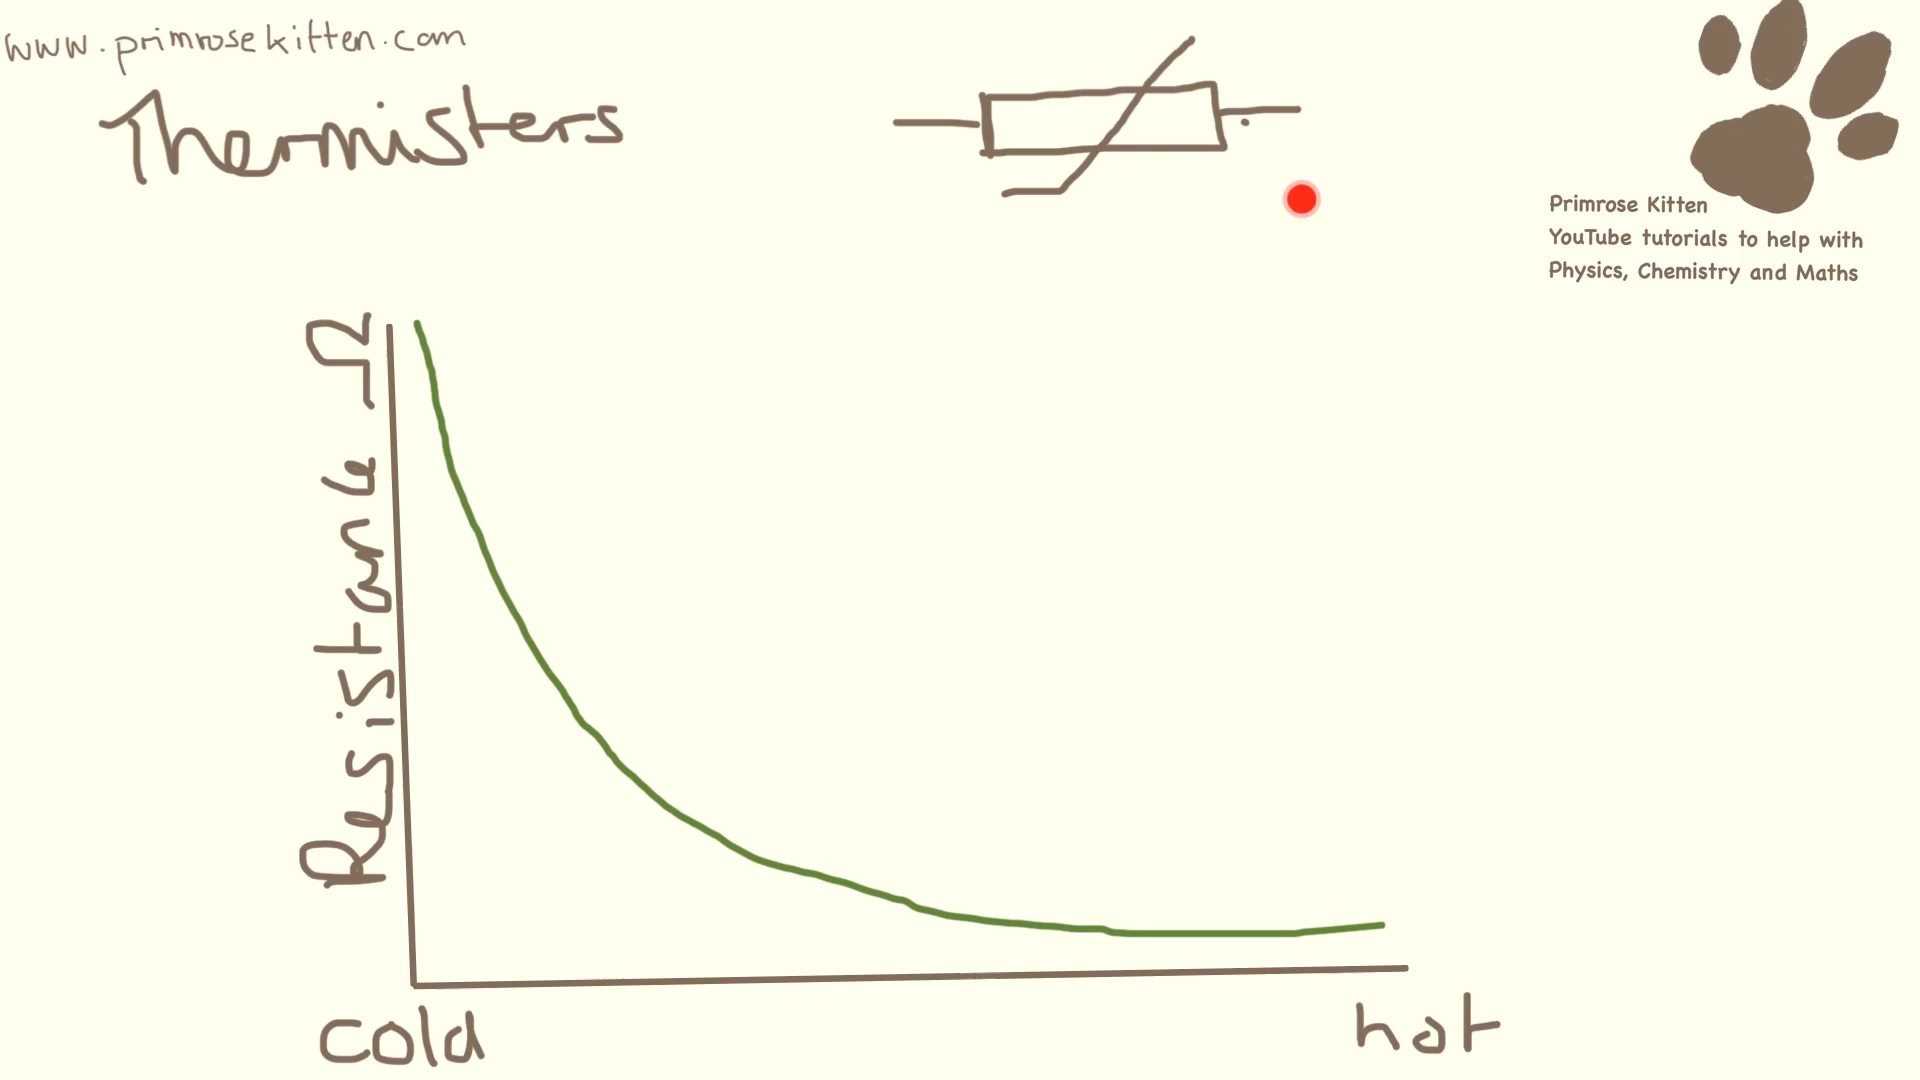 www.primrosekitten.com
Thermisters
Primrose Kitten
YouTube tutorials to help with
Physics, Chemistry and Maths
Resistance Ω
cold
hot